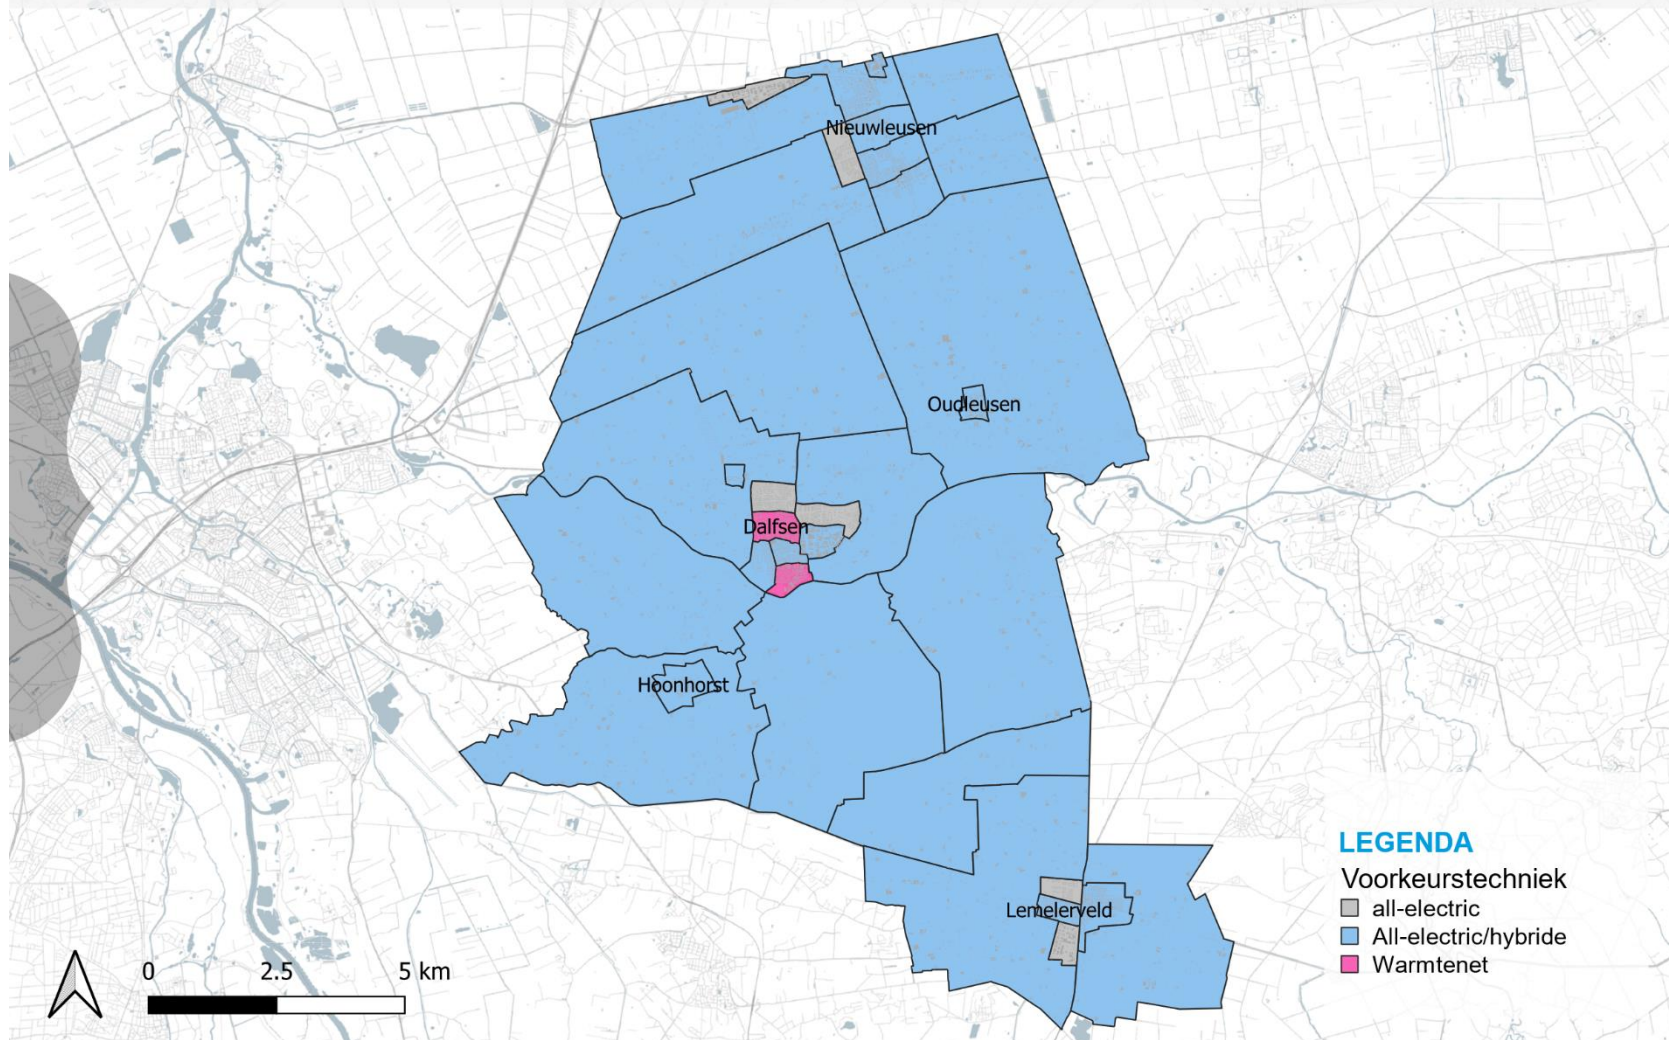 Nieuwleusen
Oudleusen
Dalfsen
Hoonhorst
Lemelerveld
LEGENDA
Voorkeurstechniek
all-electric
All-electric/hybride
Warmtenet
0 2.5 5 km